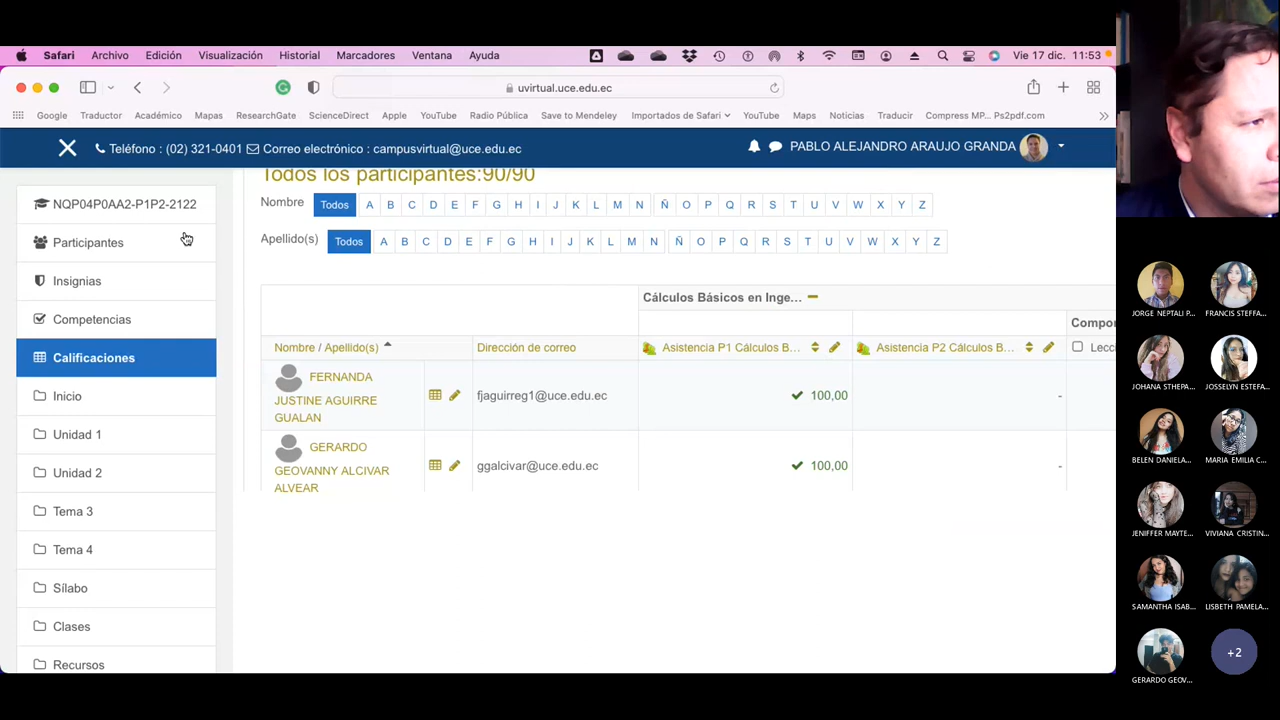 Safari Archivo Edición Visualización Historial Marcadores Ventana Ayuda Vie 17 dic. 11:53
uvirtual.uce.edu.ec
Google Traductor Académico Mapas ResearchGate ScienceDirect Apple YouTube Radio Pública Save to Mendeley Importados de Safari YouTube Maps Noticias Traducir Compress MP... Ps2pdf.com
Teléfono : (02) 321-0401 Correo electrónico : campusvirtual@uce.edu.ec PABLO ALEJANDRO ARAUJO GRANDA
NQP04P0AA2-P1P2-2122
Participantes
Insignias
Competencias
Calificaciones
Inicio
Unidad 1
Unidad 2
Tema 3
Tema 4
Sílabo
Clases
Recursos
Todos los participantes:90/90
Nombre Todos A B C D E F G H I J K L M N Ñ O P Q R S T U V W X Y Z
Apellido(s) Todos A B C D E F G H I J K L M N Ñ O P Q R S T U V W X Y Z
Cálculos Básicos en Inge...
Compor
Nombre / Apellido(s) Dirección de correo Asistencia P1 Cálculos B... Asistencia P2 Cálculos B... Lecc
FERNANDA
JUSTINE AGUIRRE
GUALAN
fjaguirreg1@uce.edu.ec 100,00 -
GERARDO
GEOVANNY ALCIVAR
ALVEAR
ggalcivar@uce.edu.ec 100,00 -
JORGE NEPTALI P... FRANCIS STEFFA...
JOHANA STHEPA... JOSSELYN ESTEFA...
BELEN DANIELA... MARIA EMILIA C...
JENIFFER MAYTE... VIVIANA CRISTIN...
SAMANTHA ISAB... LISBETH PAMELA...
GERARDO GEOV... +2